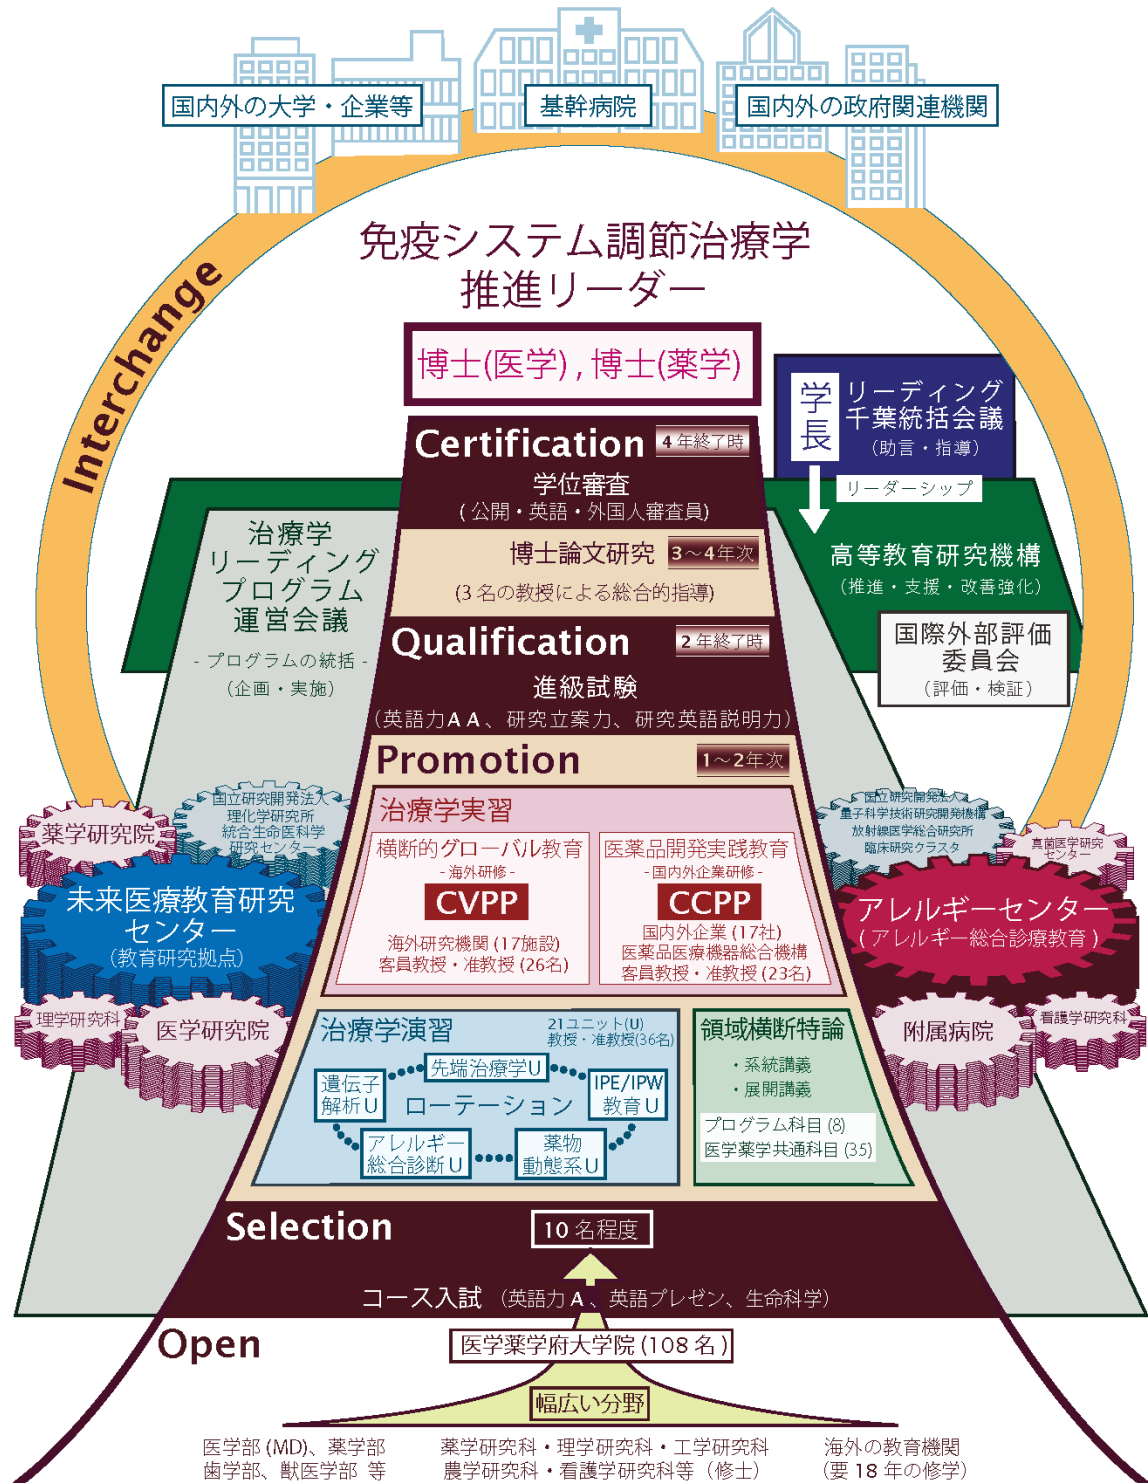 国内外の大学・企業等
基幹病院
国内外の政府関連機関
Interchange
免疫システム調節治療学
推進リーダー
博士(医学) , 博士(薬学)
学長
リーディング
千葉統括会議
(助言・指導)
リーダーシップ
高等教育研究機構
(推進・支援・改善強化)
国際外部評価
委員会
(評価・検証)
治療学
リーディング
プログラム
運営会議
- プログラムの統括 -
(企画・実施)
Certification
4 年終了時
学位審査
( 公開・英語・外国人審査員)
博士論文研究
3～4年次
(3 名の教授による総合的指導)
Qualification
2 年終了時
進級試験
(英語力A A 、研究立案力、研究英語説明力)
Promotion
1～2年次
治療学実習
横断的グローバル教育
- 海外研修 -
CVPP
海外研究機関 (17施設)
客員教授・准教授 (26名)
医薬品開発実践教育
- 国内外企業研修 -
CCPP
国内外企業 (17社)
医薬品医療機器総合機構
客員教授・准教授 (23名)
薬学研究院
国立研究開発法人
理化学研究所
統合生命医科学
研究センター
未来医療教育研究
センター
(教育研究拠点)
理学研究科
医学研究院
国立研究開発法人
量子科学技術研究開発機構
放射線医学総合研究所
臨床研究クラスタ
真菌医学研究
センター
アレルギーセンター
( アレルギー総合診療教育 )
附属病院
看護学研究科
治療学演習
21ユニット(U)
教授・准教授(36名)
先端治療学U
遺伝子
解析 U
ローテーション
IPE/IPW
教育 U
アレルギー
総合診断 U
薬物
動態系 U
領域横断特論
・系統講義
・展開講義
プログラム科目 (8)
医学薬学共通科目 (35)
Selection
10 名程度
コース入試 （英語力 A 、英語プレゼン、生命科学）
Open
医学薬学府大学院 (108 名 )
幅広い分野
医学部 (MD)、薬学部
歯学部、獣医学部 等
薬学研究科・理学研究科・工学研究科
農学研究科・看護学研究科等（修士）
海外の教育機関
(要 18 年の修学)